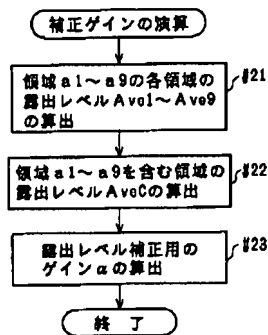 補正ゲインの演算
領域a1～a9の各領域の
露出レベルAve1～Ave9
の算出
#21
領域a1～a9を含む領域の
露出レベルAveCの算出
#22
露出レベル補正用の
ゲインαの算出
#23
終了